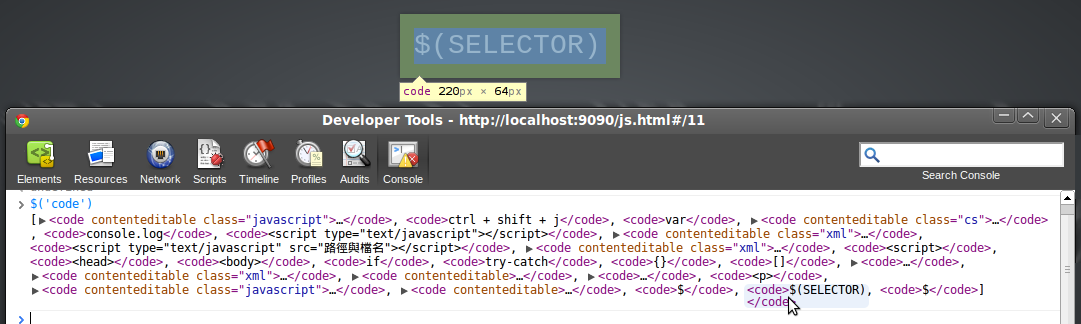 $(SELECTOR)
code 220px × 64px
Developer Tools - http://localhost:9090/js.html#/11
Elements Resources Network Scripts Timeline Profiles Audits Console
Search Console
$('code')
[▶<code contenteditable class="javascript">…</code>, <code>ctrl + shift + j</code>, <code>var</code>, ▶<code contenteditable class="cs">…</code>
, <code>console.log</code>, <code><script type="text/javascript"></script></code>, ▶<code contenteditable class="xml">…</code>,
<code><script type="text/javascript" src="路徑與檔名"></script></code>, ▶<code contenteditable class="xml">…</code>, <code><script></code>,
<code><head></code>, <code><body></code>, <code>if</code>, <code>try-catch</code>, <code>{}</code>, <code>[]</code>, ▶<code>…</code>,
▶<code contenteditable class="xml">…</code>, ▶<code contenteditable>…</code>, ▶<code>…</code>, <code><p></code>,
▶<code contenteditable class="javascript">…</code>, ▶<code contenteditable>…</code>, <code>$</code>, <code>$(SELECTOR), <code>$</code>]
</code